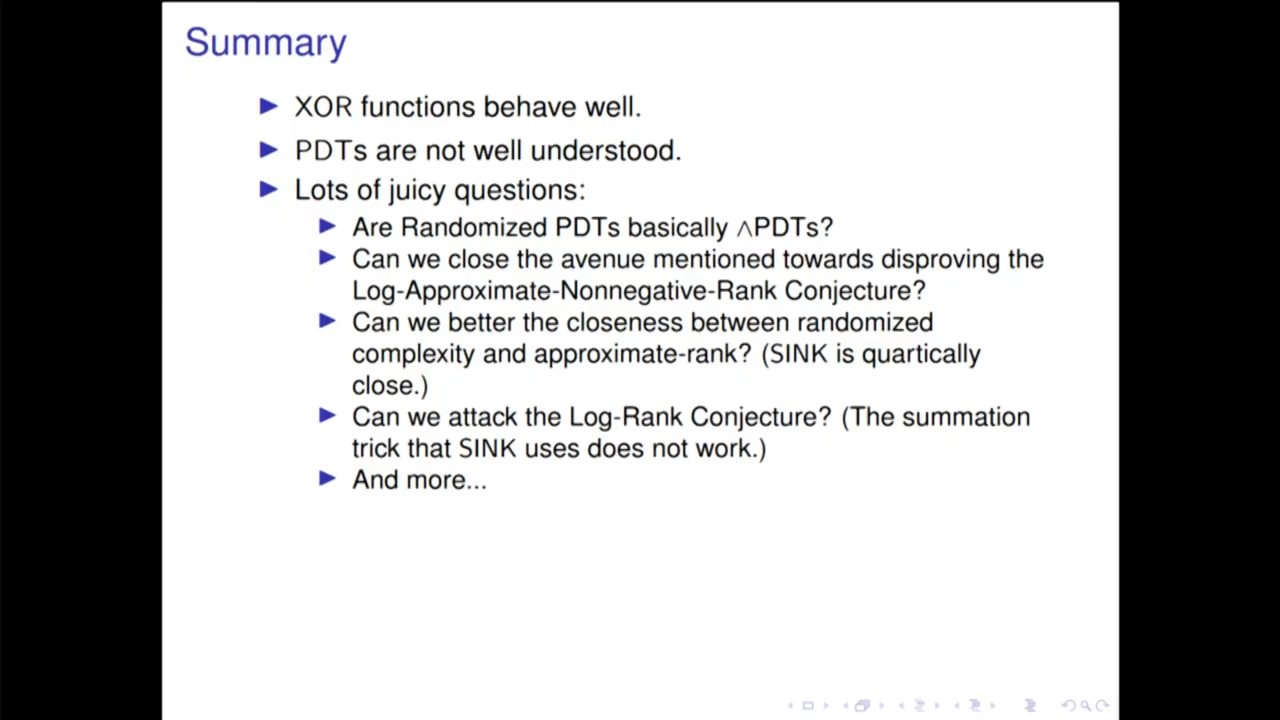 Summary
XOR functions behave well.
PDTs are not well understood.
Lots of juicy questions:
Are Randomized PDTs basically ∧PDTs?
Can we close the avenue mentioned towards disproving the
Log-Approximate-Nonnegative-Rank Conjecture?
Can we better the closeness between randomized
complexity and approximate-rank? (SINK is quartically
close.)
Can we attack the Log-Rank Conjecture? (The summation
trick that SINK uses does not work.)
And more...